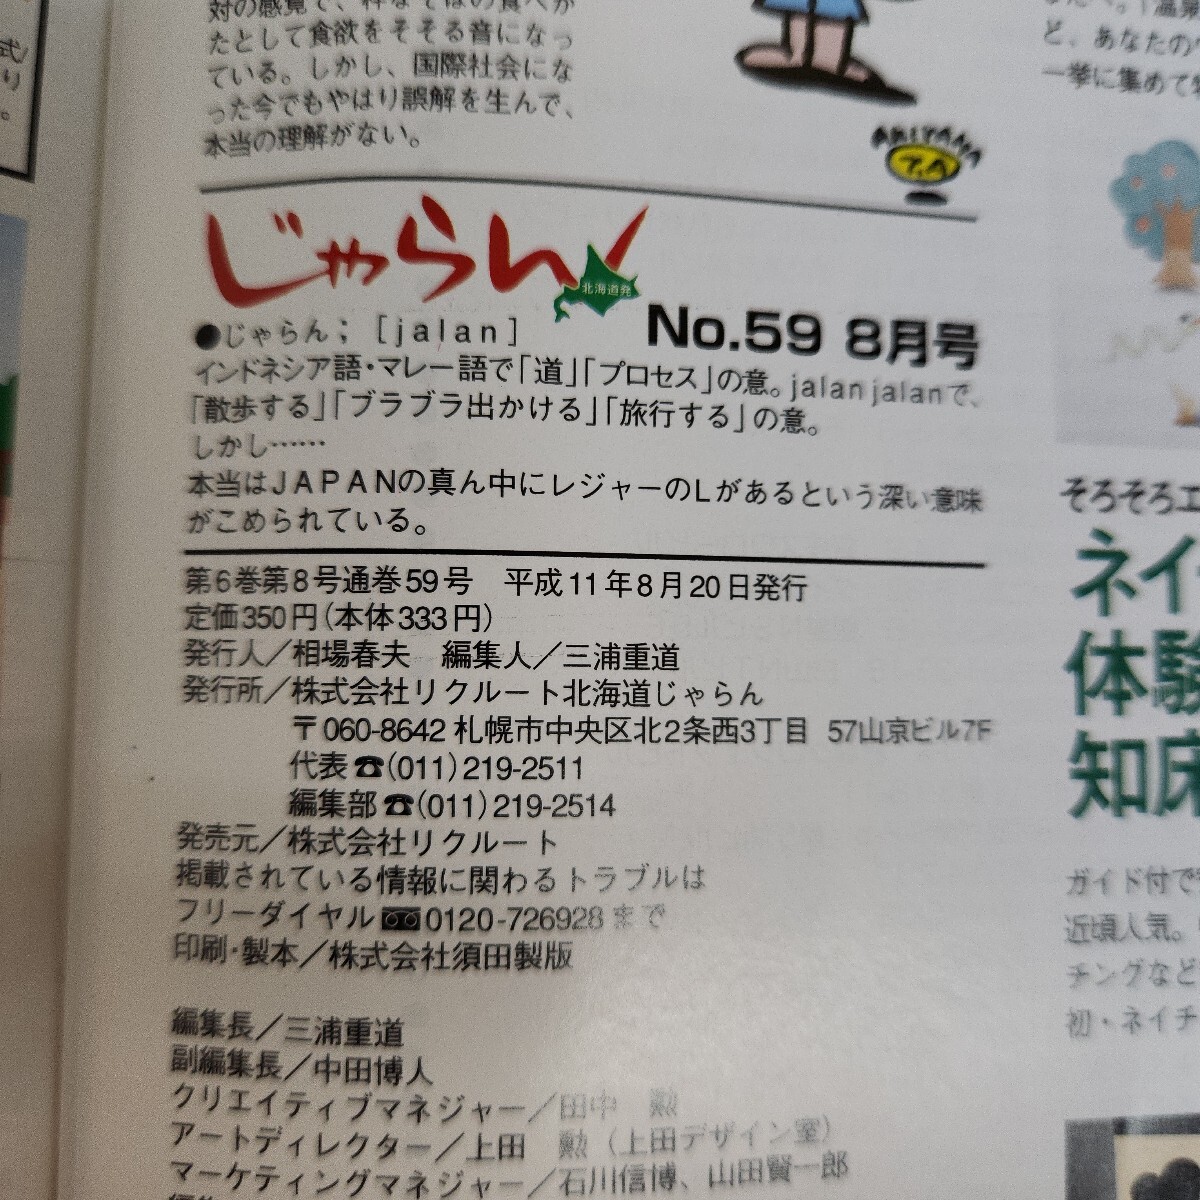 対の感覚で、
たとして食欲をそそる音になっ
ている。しかし、国際社会にな
った今でもやはり誤解を生んで、
本当の理解がない。
AKIYAMA
T.A
じゃらん
北海道発
No.59 8月号
●じゃらん；[jalan]
インドネシア語・マレー語で「道」「プロセス」の意。jalan jalanで、
「散歩する」「ブラブラ出かける」「旅行する」の意。
しかし……
本当はJAPANの真ん中にレジャーのLがあるという深い意味
がこめられている。
第6巻第8号通巻59号 平成11年8月20日発行
定価350円(本体333円)
発行人／相場春夫 編集人／三浦重道
発行所／株式会社リクルート北海道じゃらん
〒060-8642 札幌市中央区北2条西3丁目 57山京ビル7F
代表☎(011)219-2511
編集部☎(011)219-2514
発売元／株式会社リクルート
掲載されている情報に関わるトラブルは
フリーダイヤル 0120-726928まで
印刷・製本／株式会社須田製版
編集長／三浦重道
副編集長／中田博人
クリエイティブマネジャー／田中 勲
アートディレクター／上田 勲（上田デザイン室）
マーケティングマネジャー／石川信博、山田賢一郎
ど、あなたの
一挙に集めて
そろそろエ
ネイ
体験
知床
ガイド付で
近頃人気。
チングなど
初・ネイチ